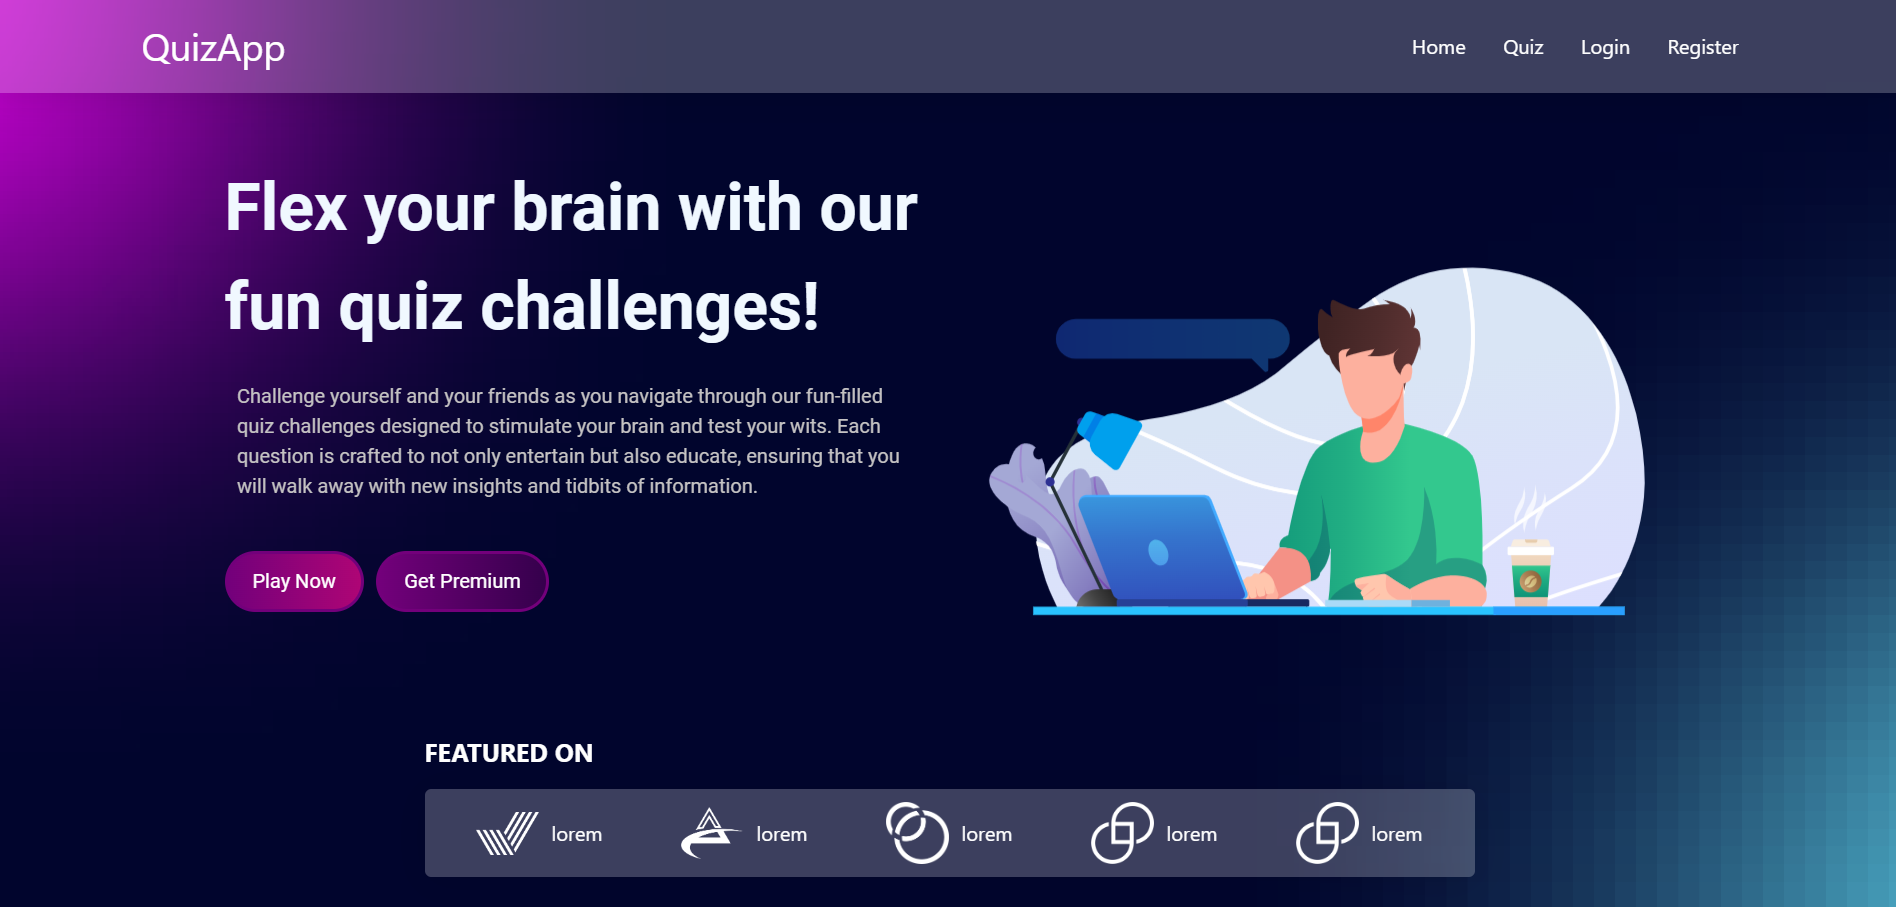 QuizApp
Home Quiz Login Register
Flex your brain with our
fun quiz challenges!
Challenge yourself and your friends as you navigate through our fun-filled
quiz challenges designed to stimulate your brain and test your wits. Each
question is crafted to not only entertain but also educate, ensuring that you
will walk away with new insights and tidbits of information.
Play Now Get Premium
FEATURED ON
lorem lorem lorem lorem lorem